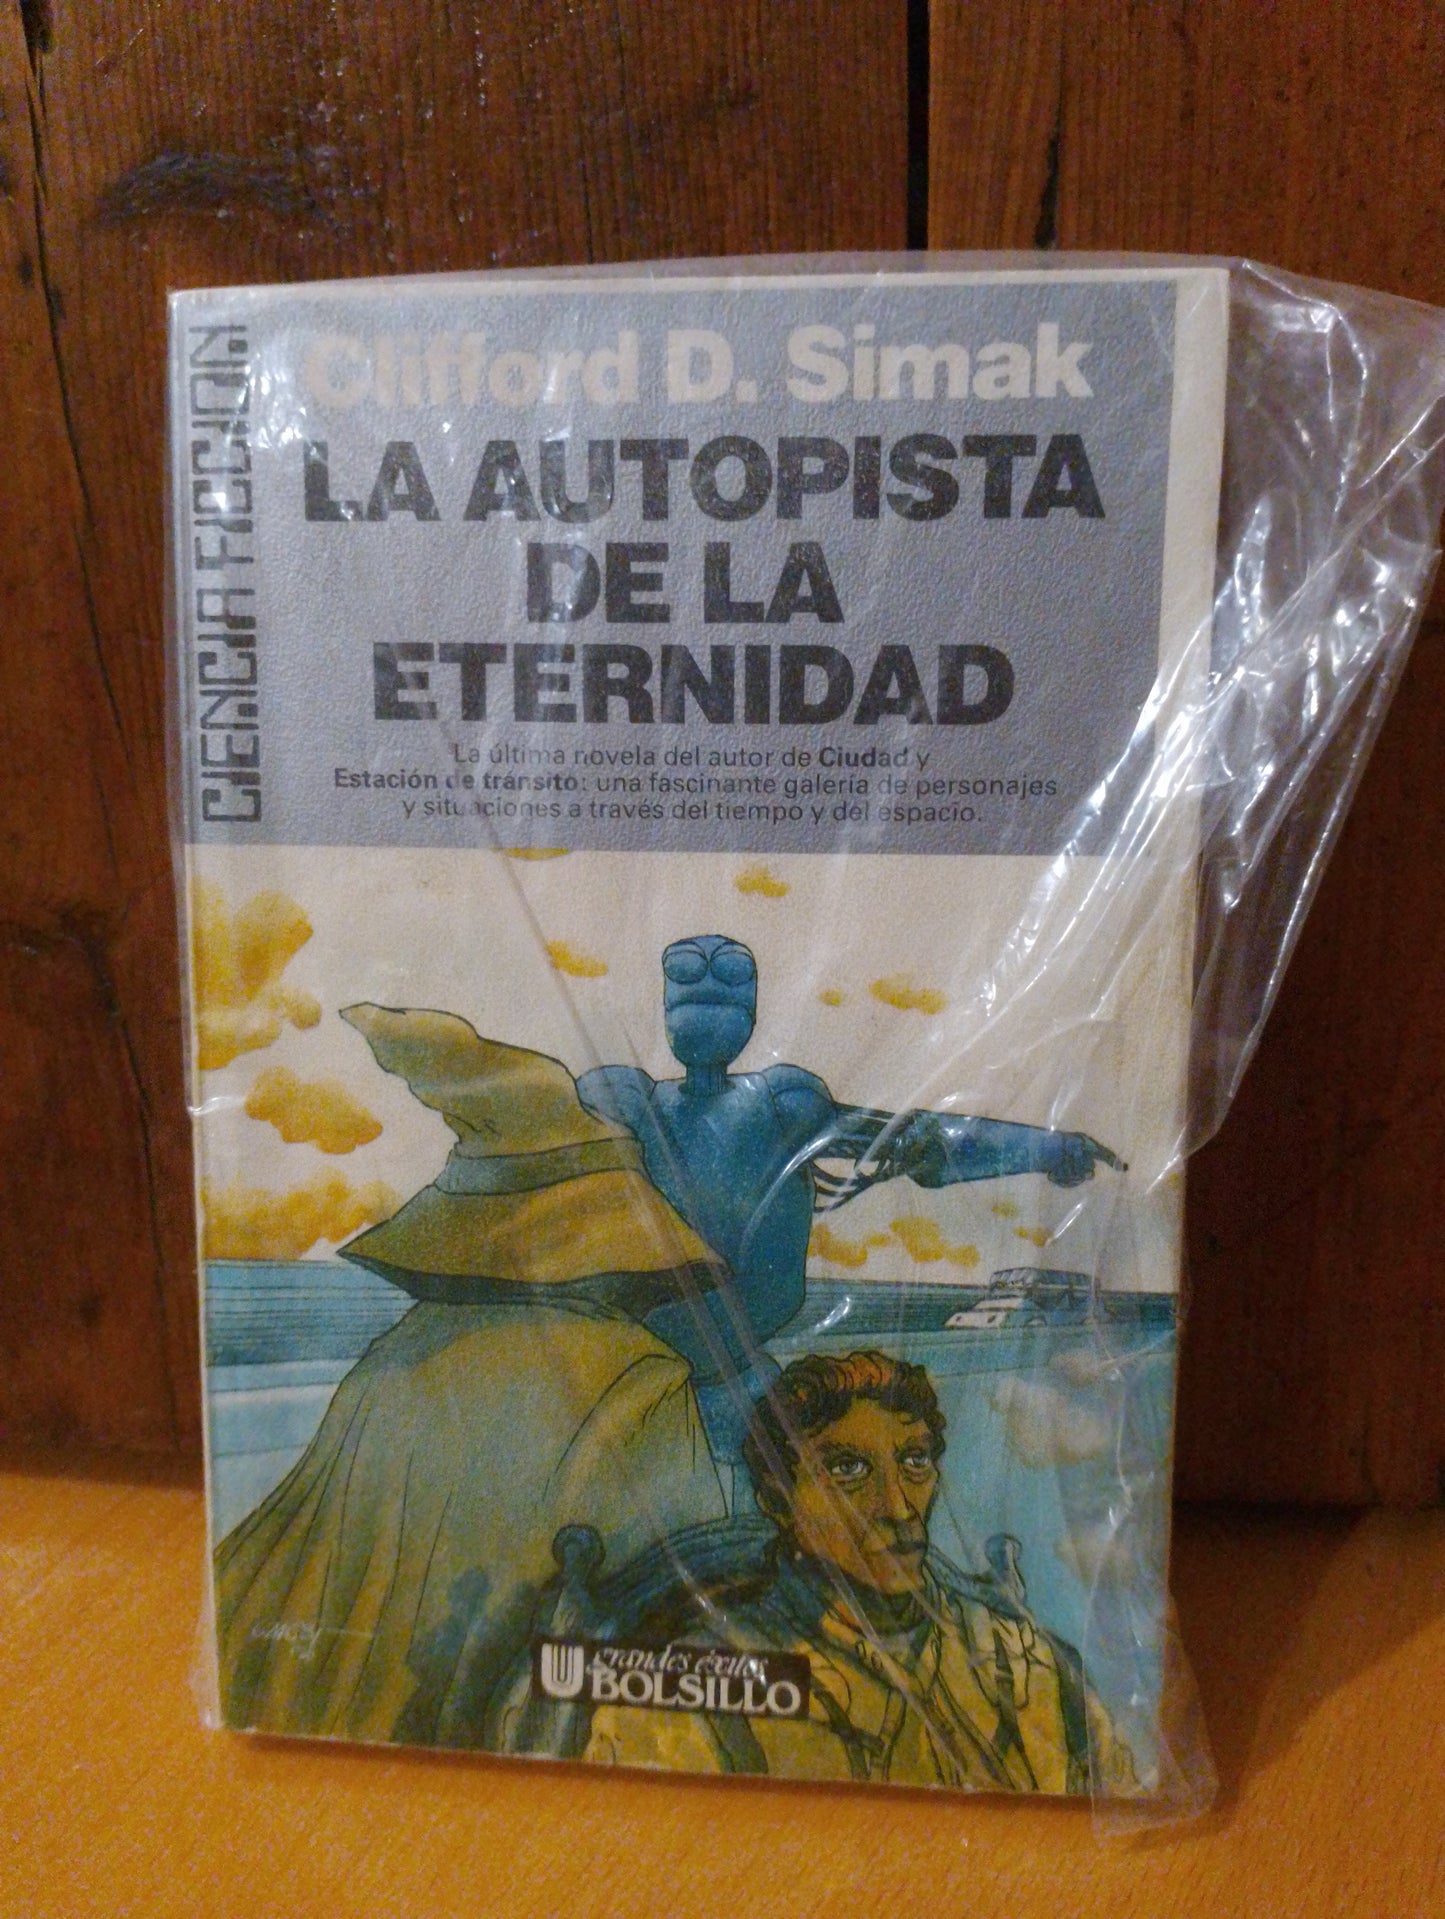 CIENCIA FICCION
Clifford D. Simak
LA AUTOPISTA
DE LA
ETERNIDAD
La última novela del autor de Ciudad y
Estación de tránsito: una fascinante galería de personajes
y situaciones a través del tiempo y del espacio.
grandes éxitos
BOLSILLO